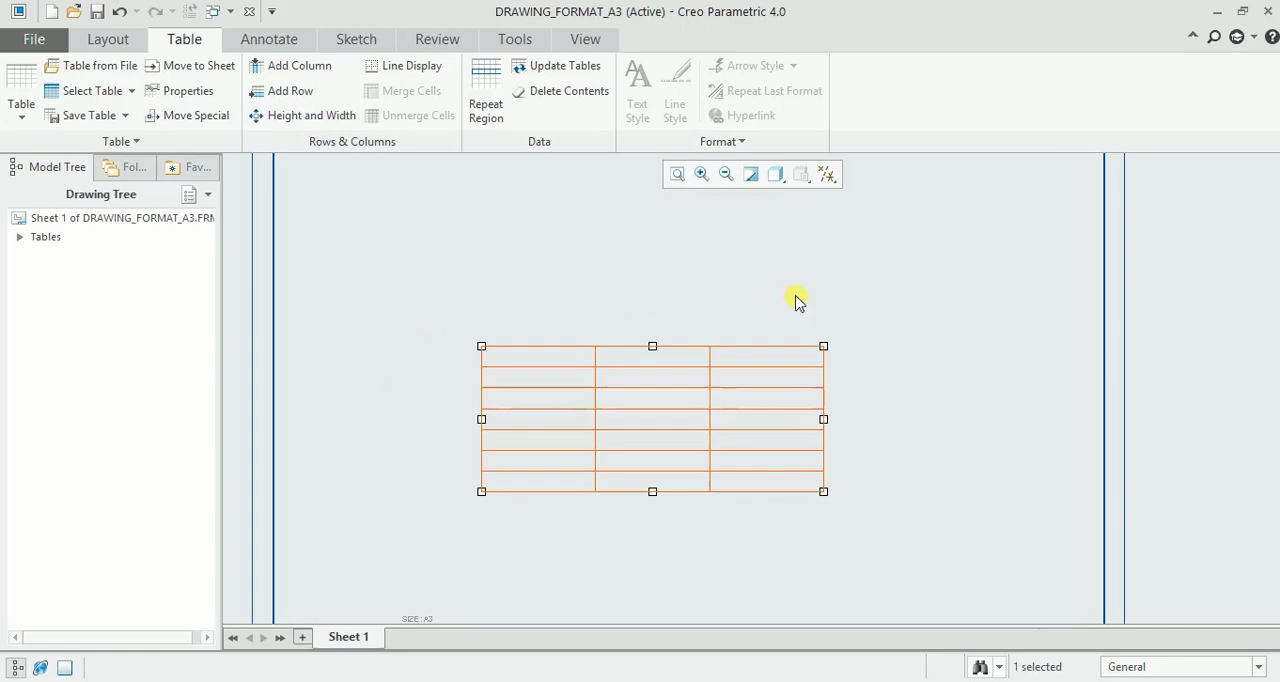 DRAWING_FORMAT_A3 (Active) - Creo Parametric 4.0
File Layout Table Annotate Sketch Review Tools View
Table from File Move to Sheet Add Column Line Display Update Tables Arrow Style
Select Table Properties Add Row Merge Cells Delete Contents Repeat Last Format
Table Save Table Move Special Height and Width Unmerge Cells Repeat Region Text Style Line Style Hyperlink
Table Rows & Columns Data Format
Model Tree Fol... Fav...
Drawing Tree
Sheet 1 of DRAWING_FORMAT_A3.FRM
Tables
SIZE : A3
Sheet 1
1 selected General